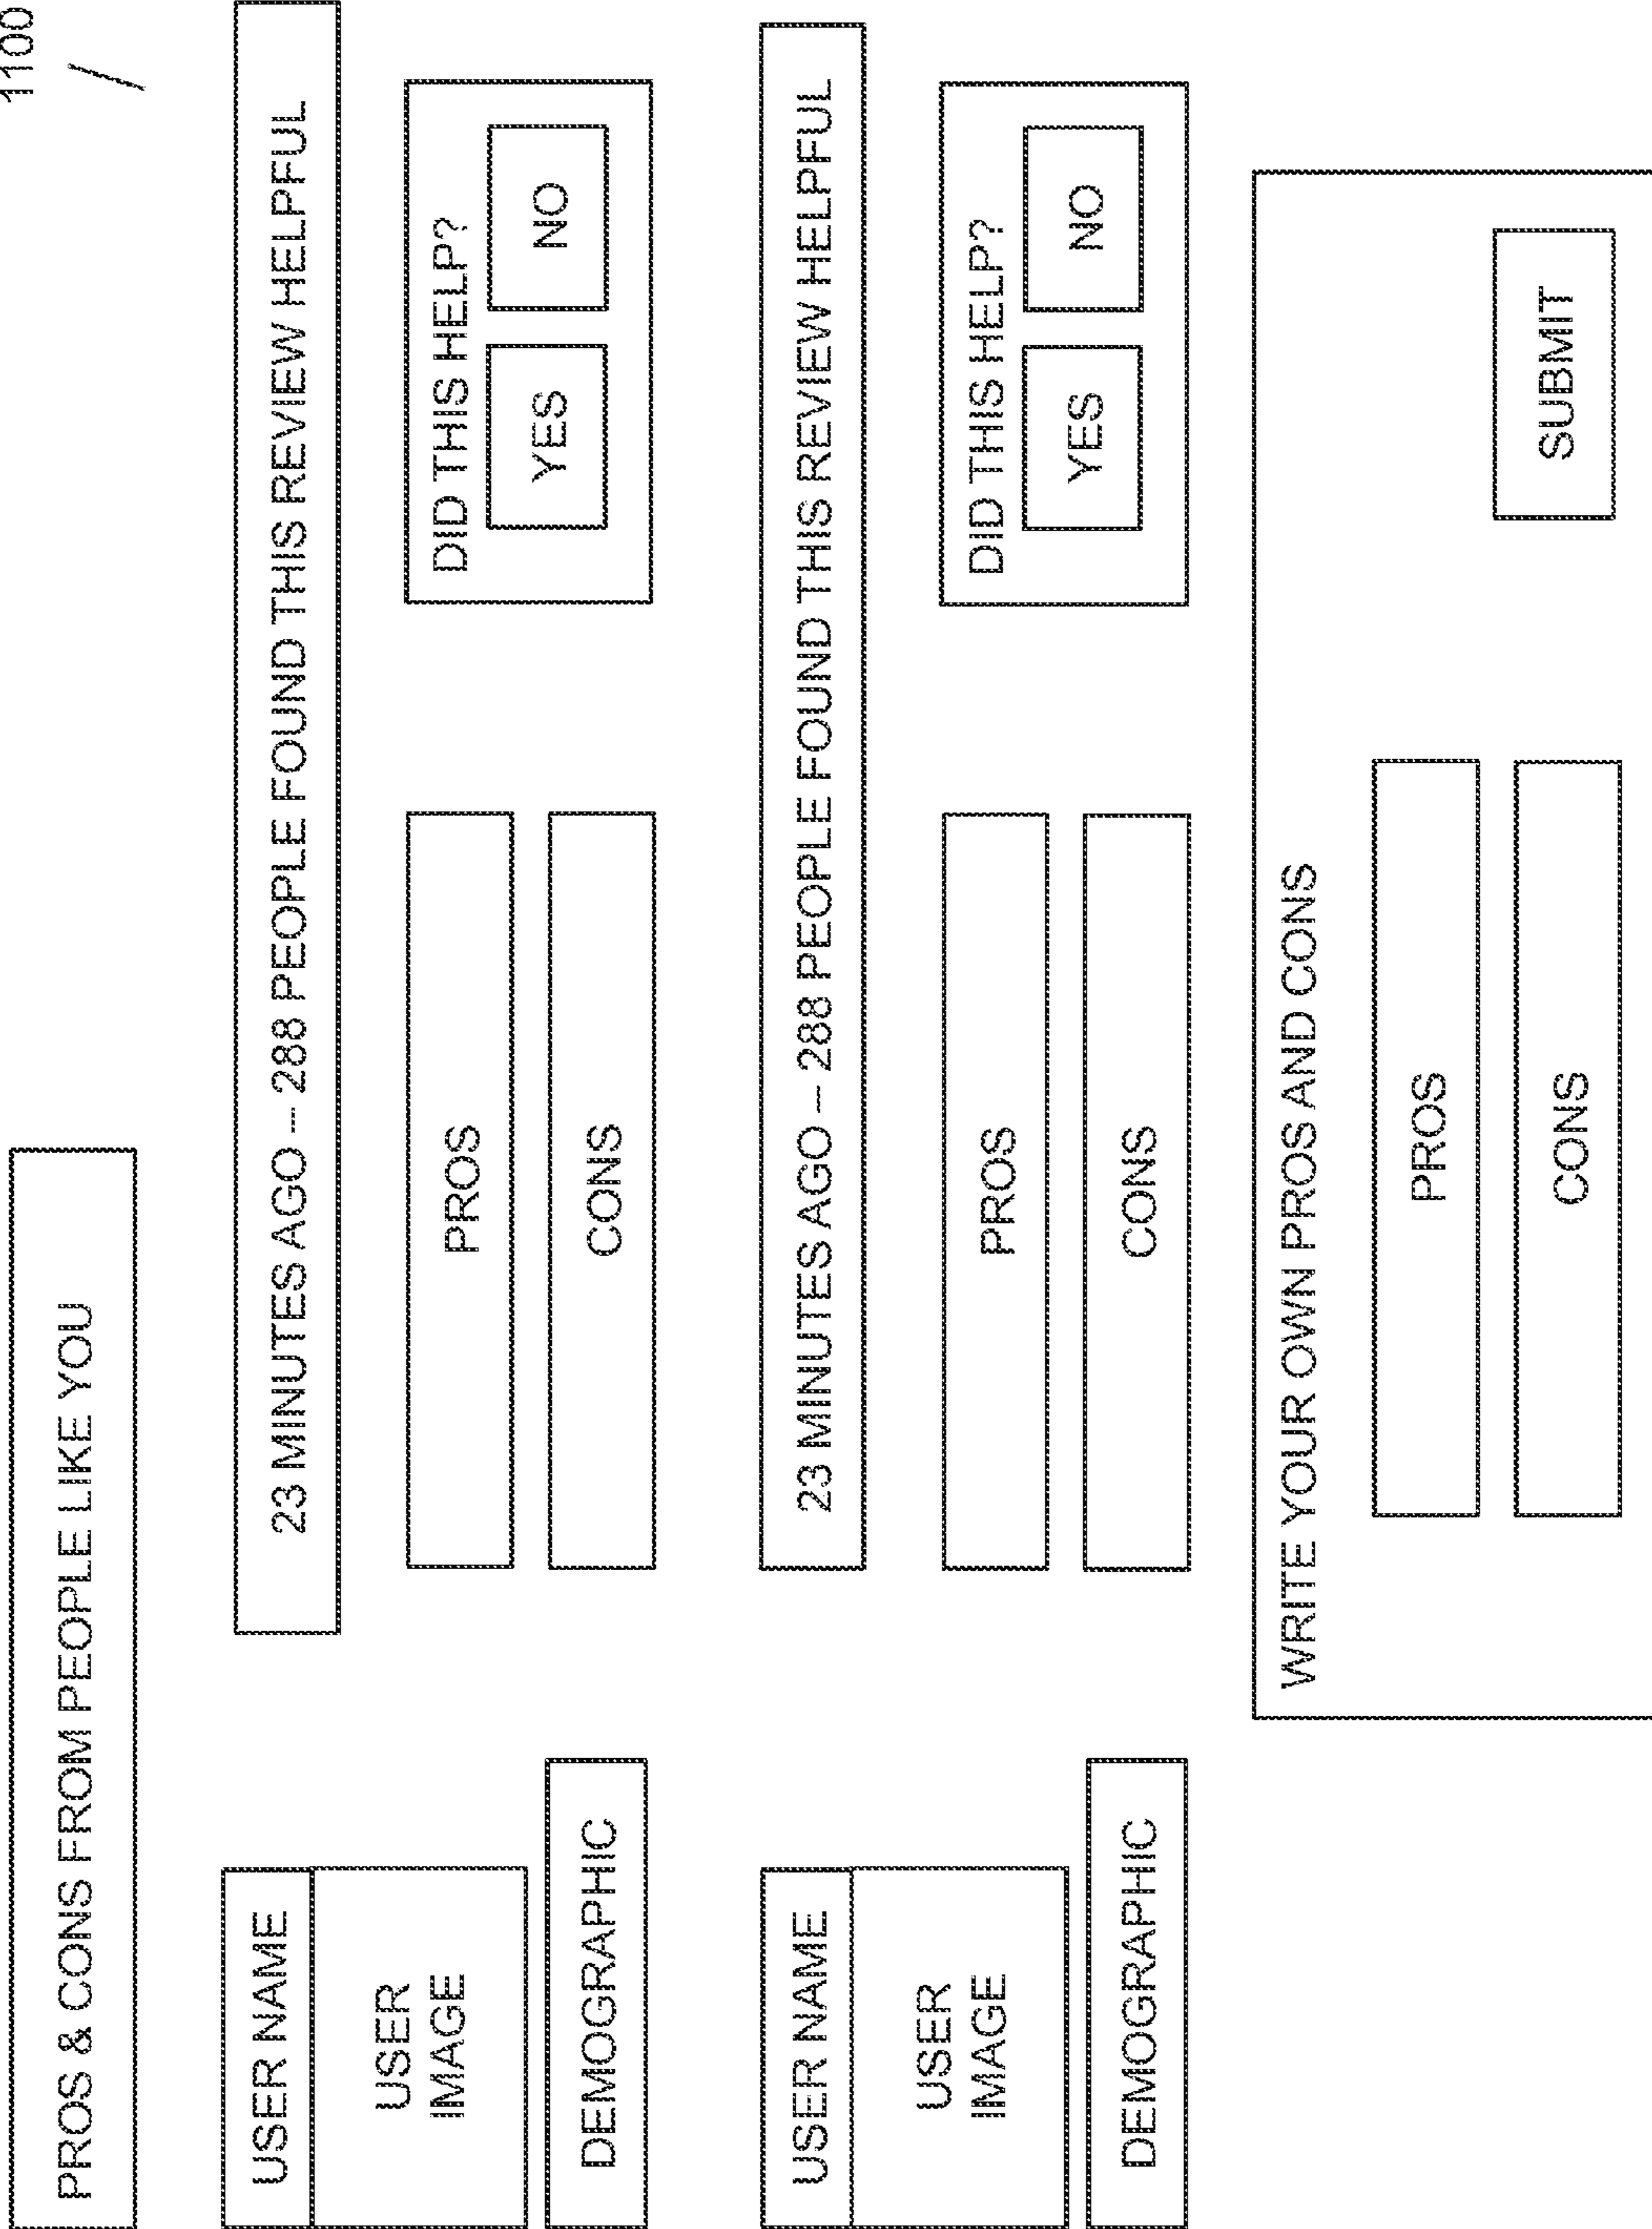 1100
PROS & CONS FROM PEOPLE LIKE YOU
USER NAME
USER
IMAGE
DEMOGRAPHIC
23 MINUTES AGO – 288 PEOPLE FOUND THIS REVIEW HELPFUL
PROS
CONS
DID THIS HELP?
YES
NO
USER NAME
USER
IMAGE
DEMOGRAPHIC
23 MINUTES AGO – 288 PEOPLE FOUND THIS REVIEW HELPFUL
PROS
CONS
DID THIS HELP?
YES
NO
WRITE YOUR OWN PROS AND CONS
PROS
CONS
SUBMIT